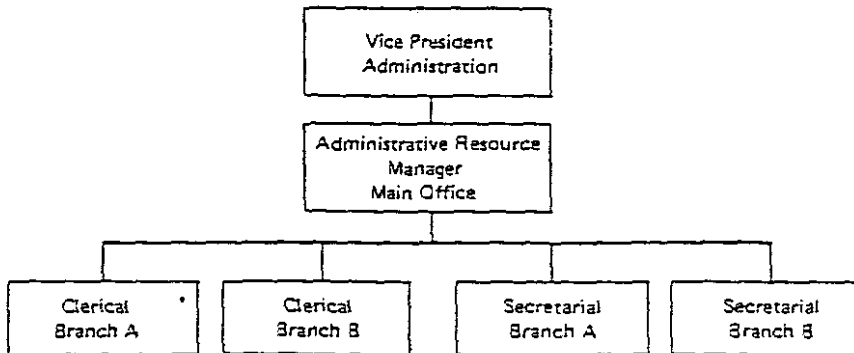 Vice President
Administration
Administrative Resource
Manager
Main Office
Clerical
Branch A
Clerical
Branch B
Secretarial
Branch A
Secretarial
Branch B